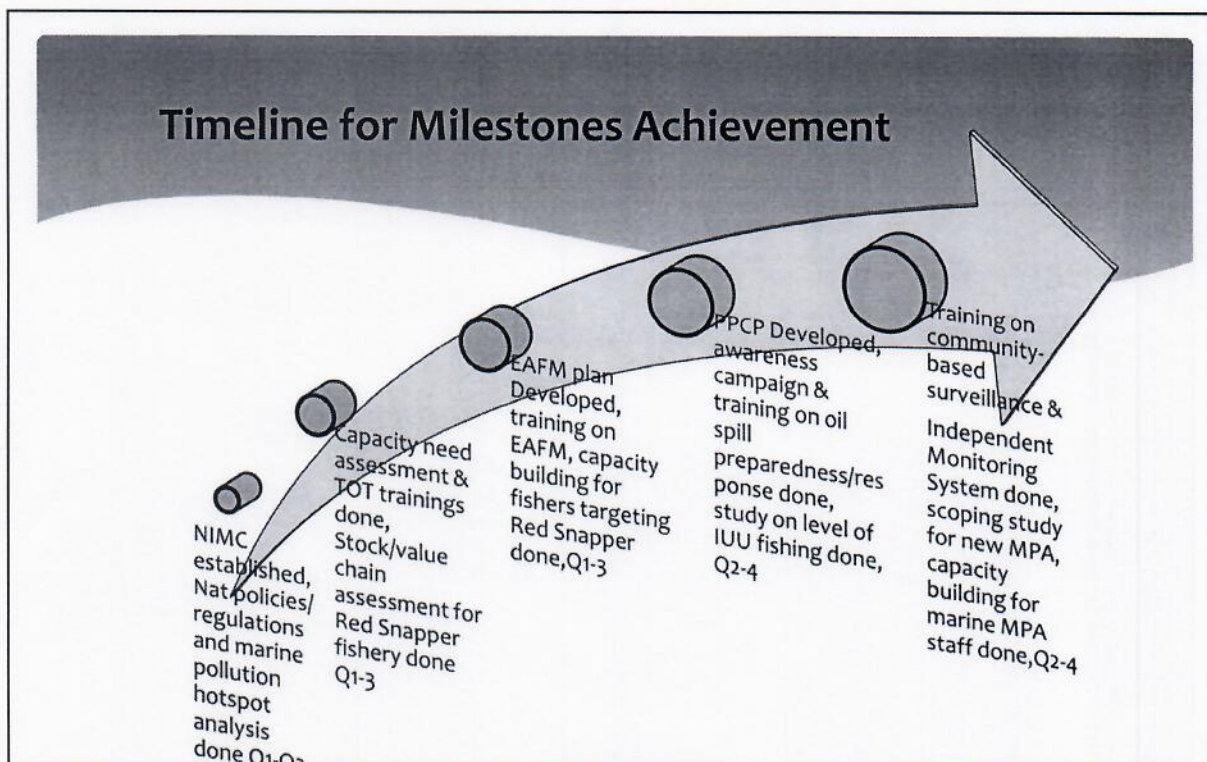 Timeline for Milestones Achievement
NIMC
established,
Nat policies/
regulations
and marine
pollution
hotspot
analysis
done
Capacity need
assessment &
TOT trainings
done,
Stock/value
chain
assessment for
Red Snapper
fishery done
Q1-3
EAFM plan
Developed,
training on
EAFM, capacity
building for
fishers targeting
Red Snapper
done,Q1-3
PPCP Developed,
awareness
campaign &
training on oil
spill
preparedness/res
ponse done,
study on level of
IUU fishing done,
Q2-4
Training on
community-
based
surveillance &
Independent
Monitoring
System done,
scoping study
for new MPA,
capacity
building for
marine MPA
staff done,Q2-4